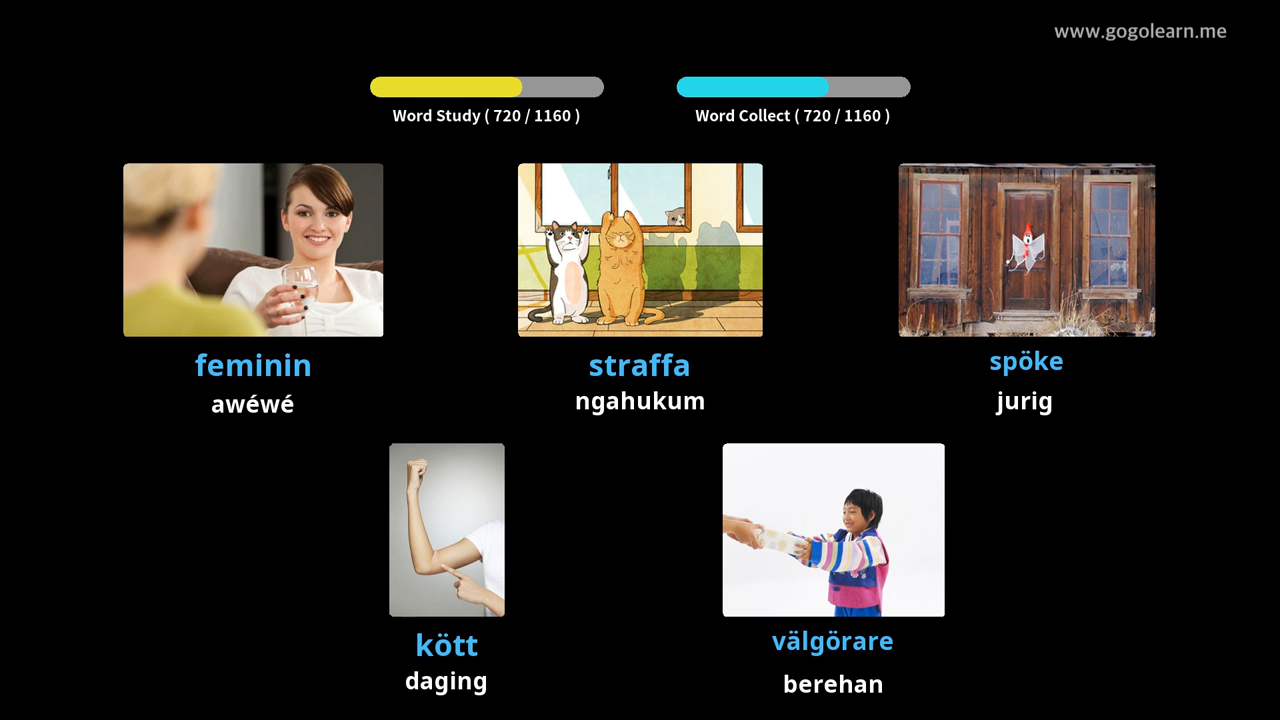 www.gogolearn.me
Word Study ( 720 / 1160 )
Word Collect ( 720 / 1160 )
feminin
awéwé
straffa
ngahukum
spöke
jurig
kött
daging
välgörare
berehan